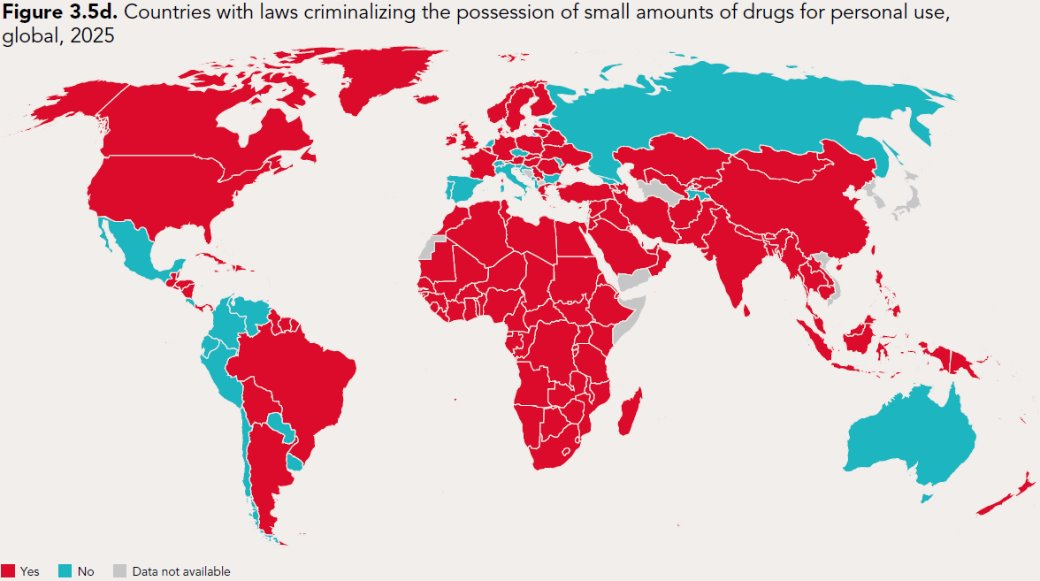 Figure 3.5d. Countries with laws criminalizing the possession of small amounts of drugs for personal use,
global, 2025
Yes No Data not available